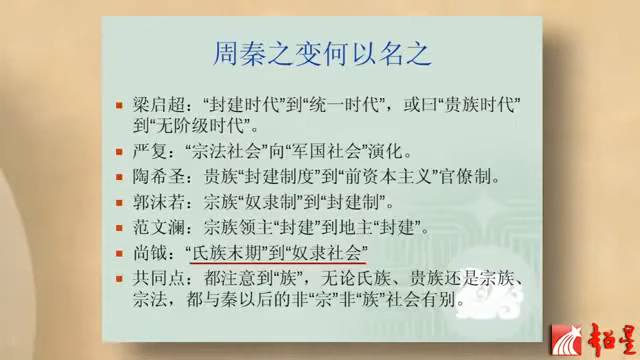 周秦之变何以名之
梁启超：“封建时代”到“统一时代”，或曰“贵族时代”
到“无阶级时代”。
严复：“宗法社会”向“军国社会”演化。
陶希圣：贵族“封建制度”到“前资本主义”官僚制。
郭沫若：宗族“奴隶制”到“封建制”。
范文澜：宗族领主“封建”到地主“封建”。
尚钺：“氏族末期”到“奴隶社会”
共同点：都注意到“族”，无论氏族、贵族还是宗族、
宗法，都与秦以后的非“宗”非“族”社会有别。
超星